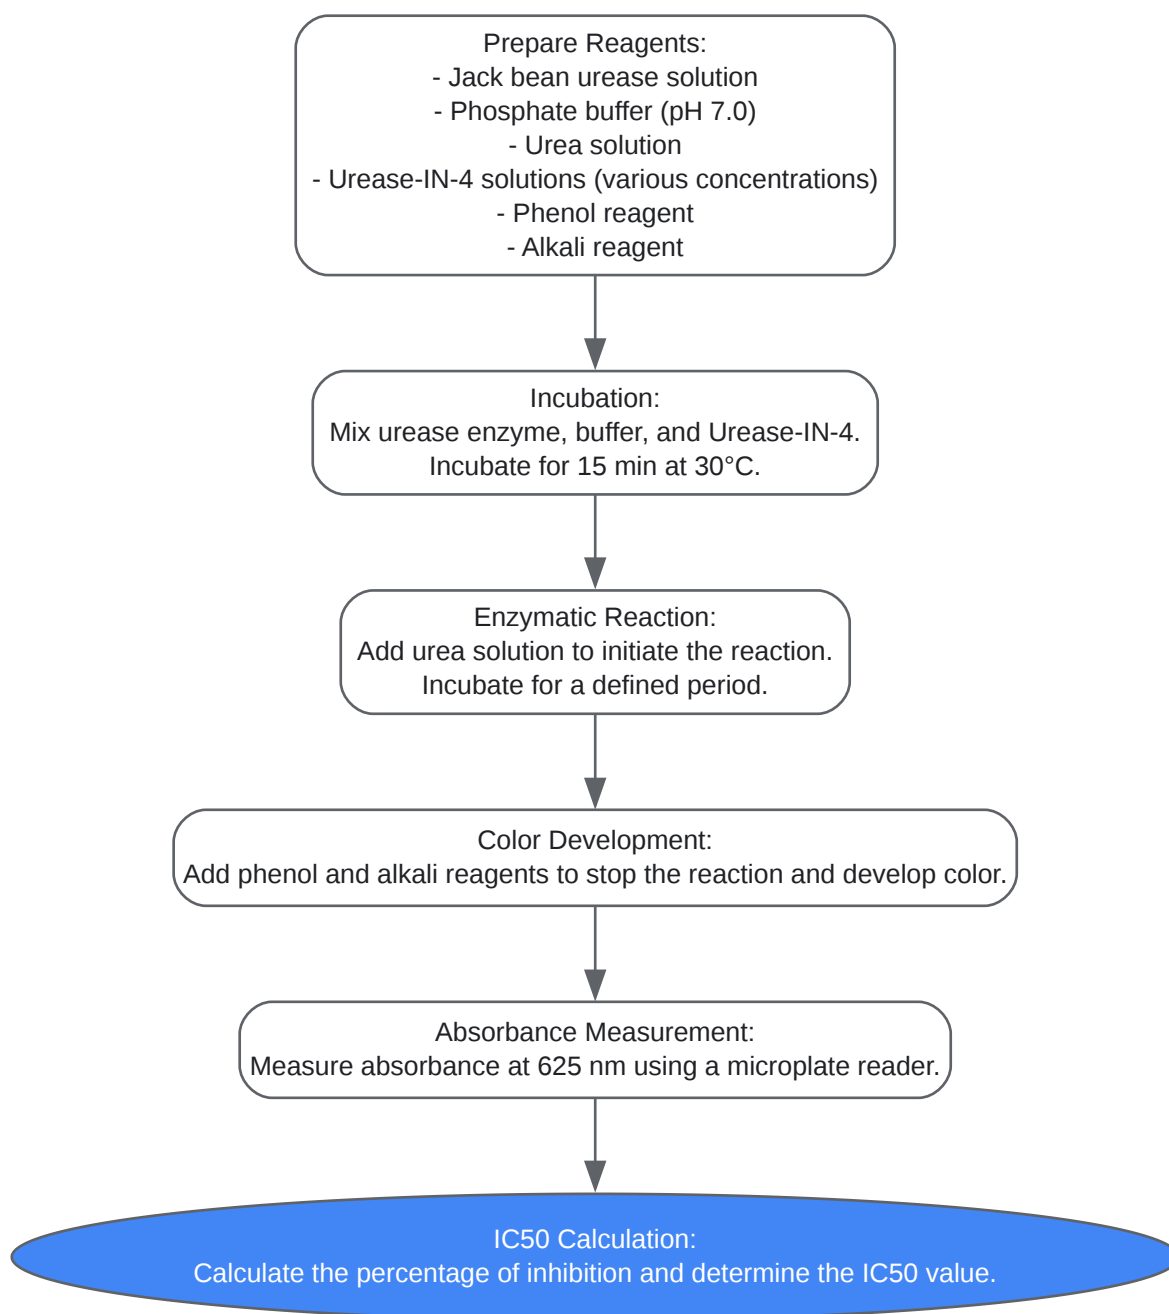 Prepare Reagents:
- Jack bean urease solution
- Phosphate buffer (pH 7.0)
- Urea solution
- Urease-IN-4 solutions (various concentrations)
- Phenol reagent
- Alkali reagent
Incubation:
Mix urease enzyme, buffer, and Urease-IN-4.
Incubate for 15 min at 30°C.
Enzymatic Reaction:
Add urea solution to initiate the reaction.
Incubate for a defined period.
Color Development:
Add phenol and alkali reagents to stop the reaction and develop color.
Absorbance Measurement:
Measure absorbance at 625 nm using a microplate reader.
IC50 Calculation:
Calculate the percentage of inhibition and determine the IC50 value.